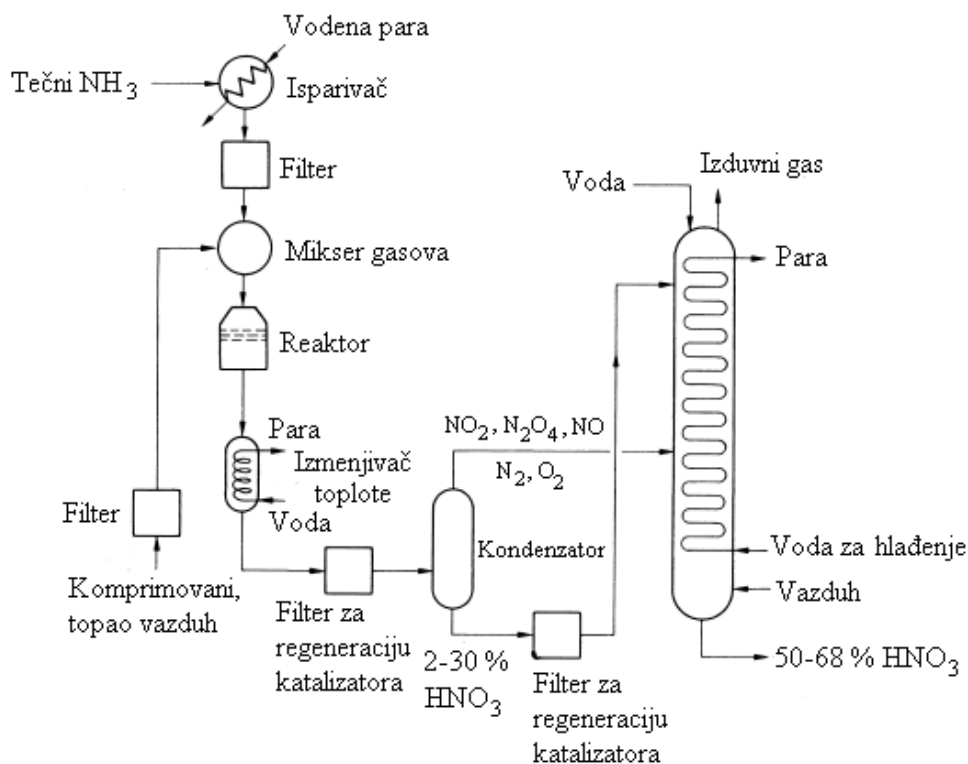 Vodena para
Tečni NH3
Isparivač
Filter
Mikser gasova
Reaktor
Para
Izmenjivač
toplote
Voda
Filter
Komprimovani,
topao vazduh
Filter za
regeneraciju
katalizatora
NO2, N2O4, NO
N2, O2
Kondenzator
2-30 %
HNO3
Filter za
regeneraciju
katalizatora
Voda
Izduvni gas
Para
Voda za hlađenje
Vazduh
50-68 % HNO3